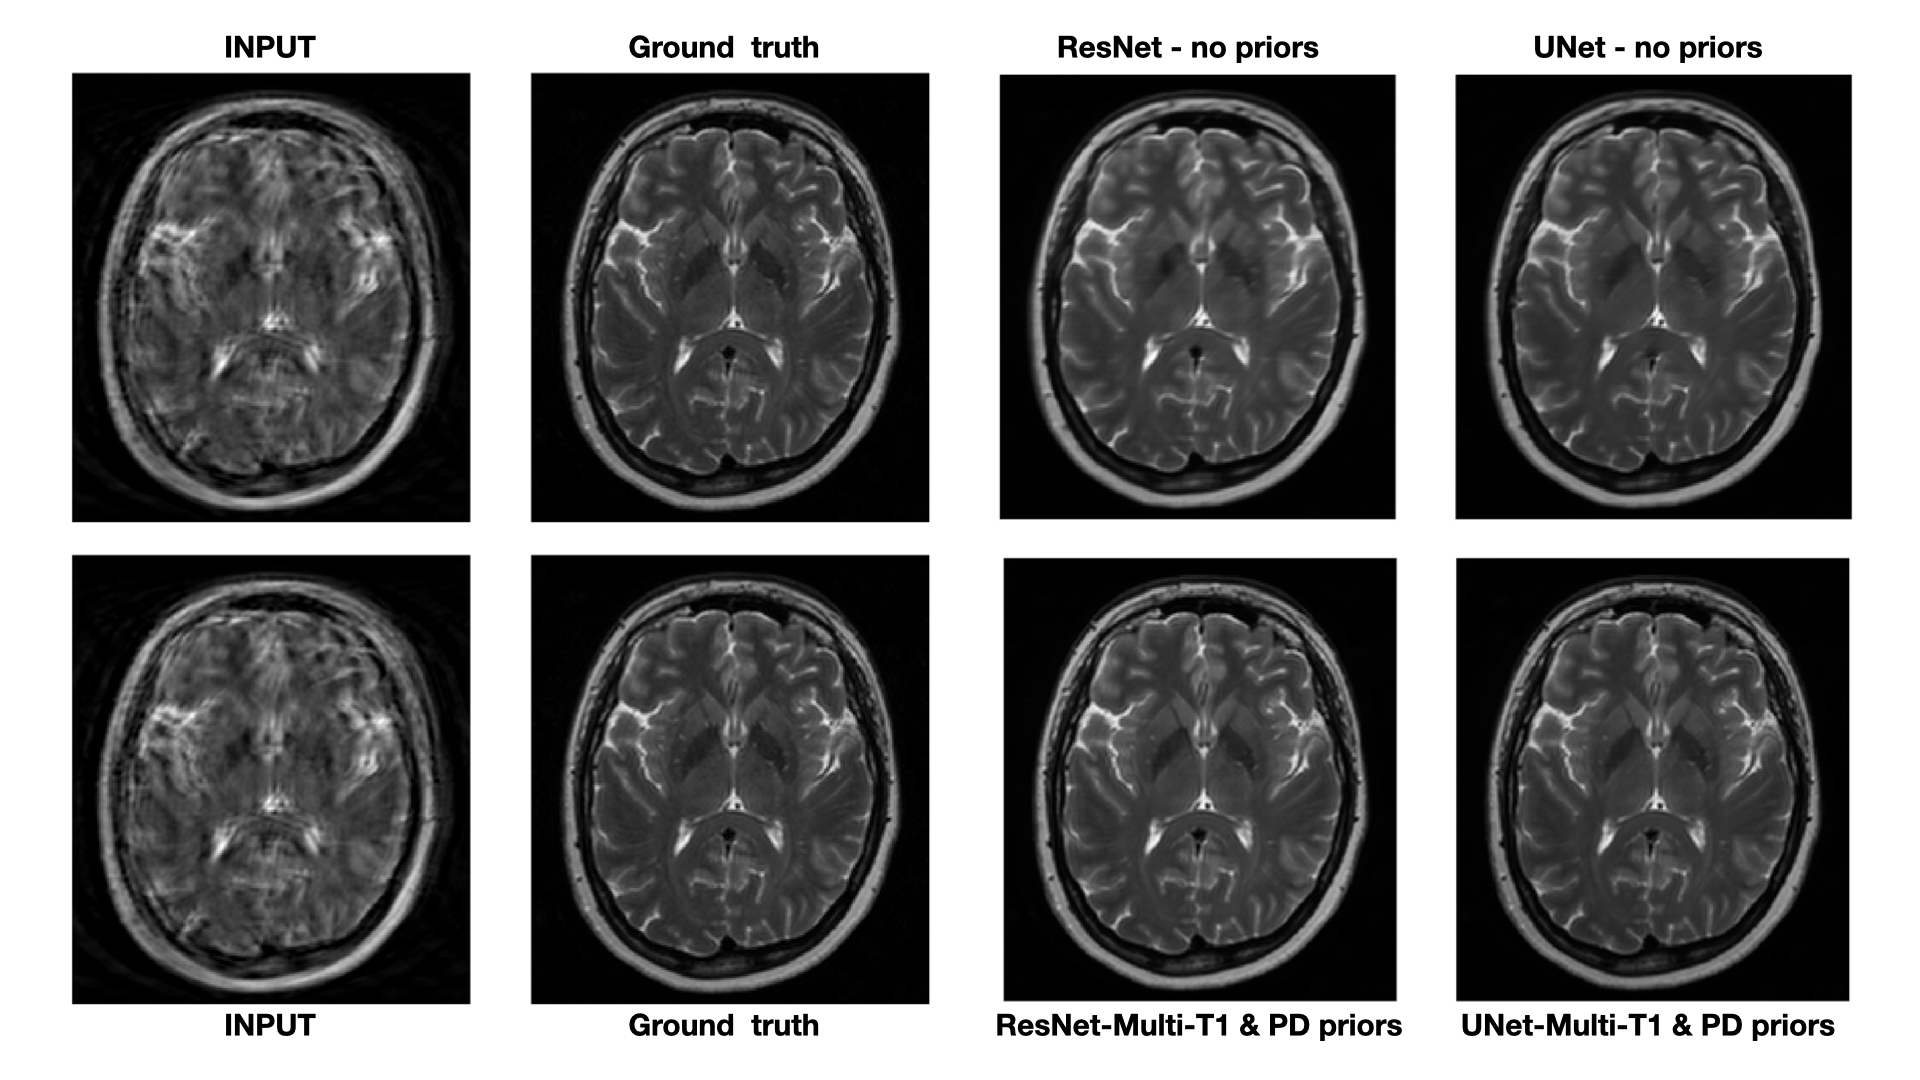 INPUT
Ground truth
ResNet - no priors
UNet - no priors
INPUT
Ground truth
ResNet-Multi-T1 & PD priors
UNet-Multi-T1 & PD priors